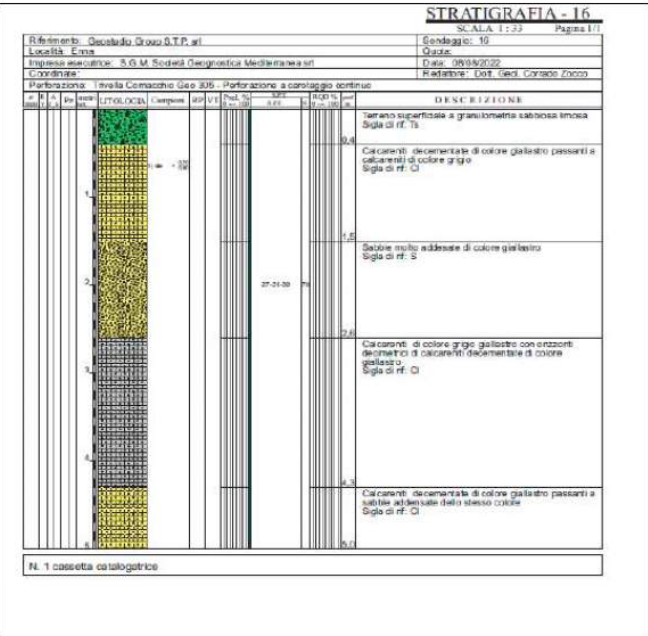 STRATIGRAFIA - 16
SCALA 1 : 33 Pagina 1/1
Riferimento: Geostudio Group S.T.P. srl Sondaggio: 16
Località: Enna Quota:
Impresa esecutrice: S.G.M. Società Geognostica Mediterranea srl Data: 08/08/2022
Coordinate: Redattore: Dott. Geol. Corrado Zocco
Perforazione: Trivella Comacchio Geo 305 - Perforazione a carotaggio continuo
LITOLOGIA Campioni RP VT RQD % DESCRIZIONE
Terreno superficiale a granulometria sabbiosa limosa
Sigla di rif: Ts
0,4
Calcareniti decementate di colore giallastro passanti a
calcareniti di colore grigio
Sigla di rif: Cl
1
1,5
Sabbie molto addensate di colore giallastro
Sigla di rif: S
2
2,6
Calcareniti di colore grigio giallastro con orizzonti
decimetrici di calcareniti decementate di colore
giallastro
Sigla di rif: Cl
3
4
4,3
Calcareniti decementate di colore giallastro passanti a
sabbie addensate dello stesso colore
Sigla di rif: Cl
5
5,0
N. 1 cassetta catalogatrice